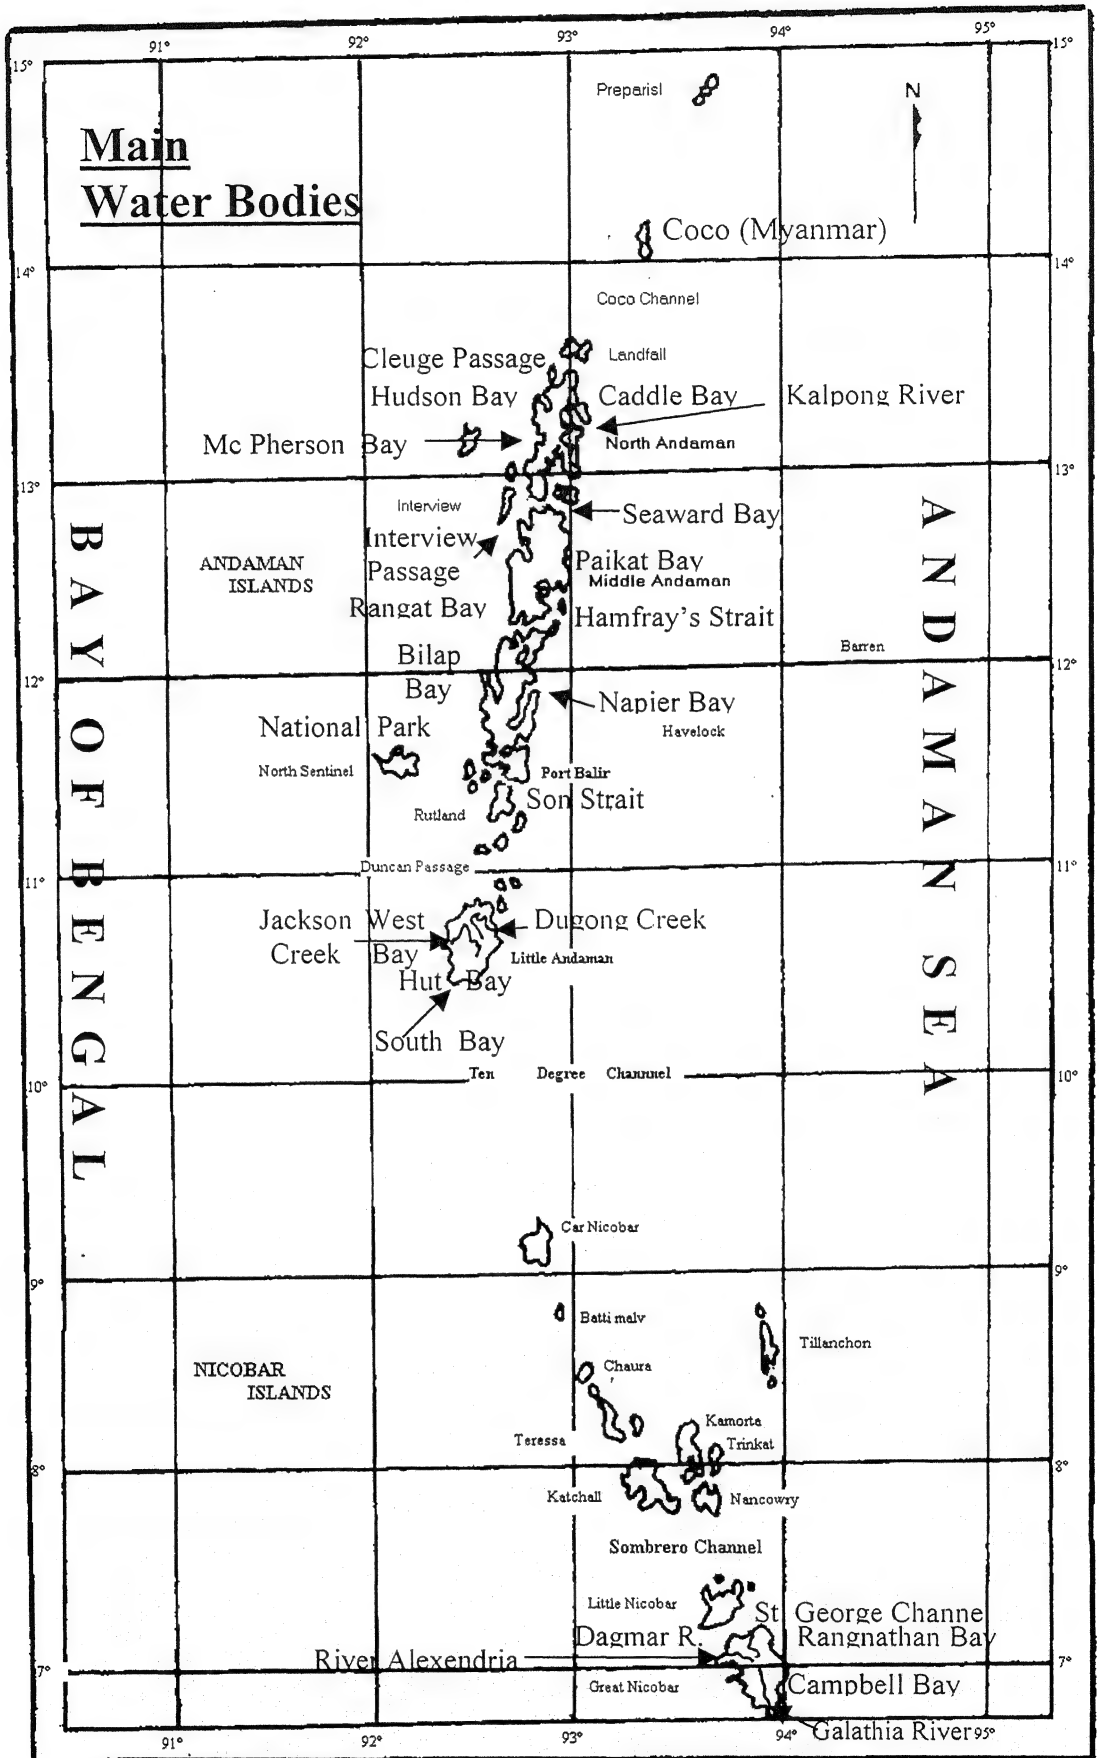 91° 92° 93° 94° 95°
15° 15°
Preparisl
N
Main
Water Bodies
Coco (Myanmar)
14° 14°
Coco Channel
Cleuge Passage
Landfall
Hudson Bay
Caddle Bay
Kalpong River
Mc Pherson Bay
North Andaman
13° 13°
Interview
Seaward Bay
Interview
Passage
ANDAMAN
ISLANDS
Paikat Bay
Middle Andaman
Rangat Bay
Hamfray's Strait
Barren
Bilap
Bay
12° 12°
Napier Bay
National Park
Havelock
North Sentinel
Port Balir
Son Strait
Rutland
Duncan Passage
11° 11°
Jackson West
Creek Bay
Dugong Creek
Little Andaman
Hut Bay
South Bay
BAY OF BENGAL
ANDAMAN SEA
Ten Degree Channuel
10° 10°
Car Nicobar
9° 9°
Batti malv
Tillanchon
NICOBAR
ISLANDS
Chaura
Kamorta
Teressa
Trinkat
8° 8°
Katchall
Nancowry
Sombrero Channel
Little Nicobar
St. George Channe
Dagmar R.
Rangnathan Bay
River Alexendria
7° 7°
Great Nicobar
Campbell Bay
Galathia River
91° 92° 93° 94° 95°